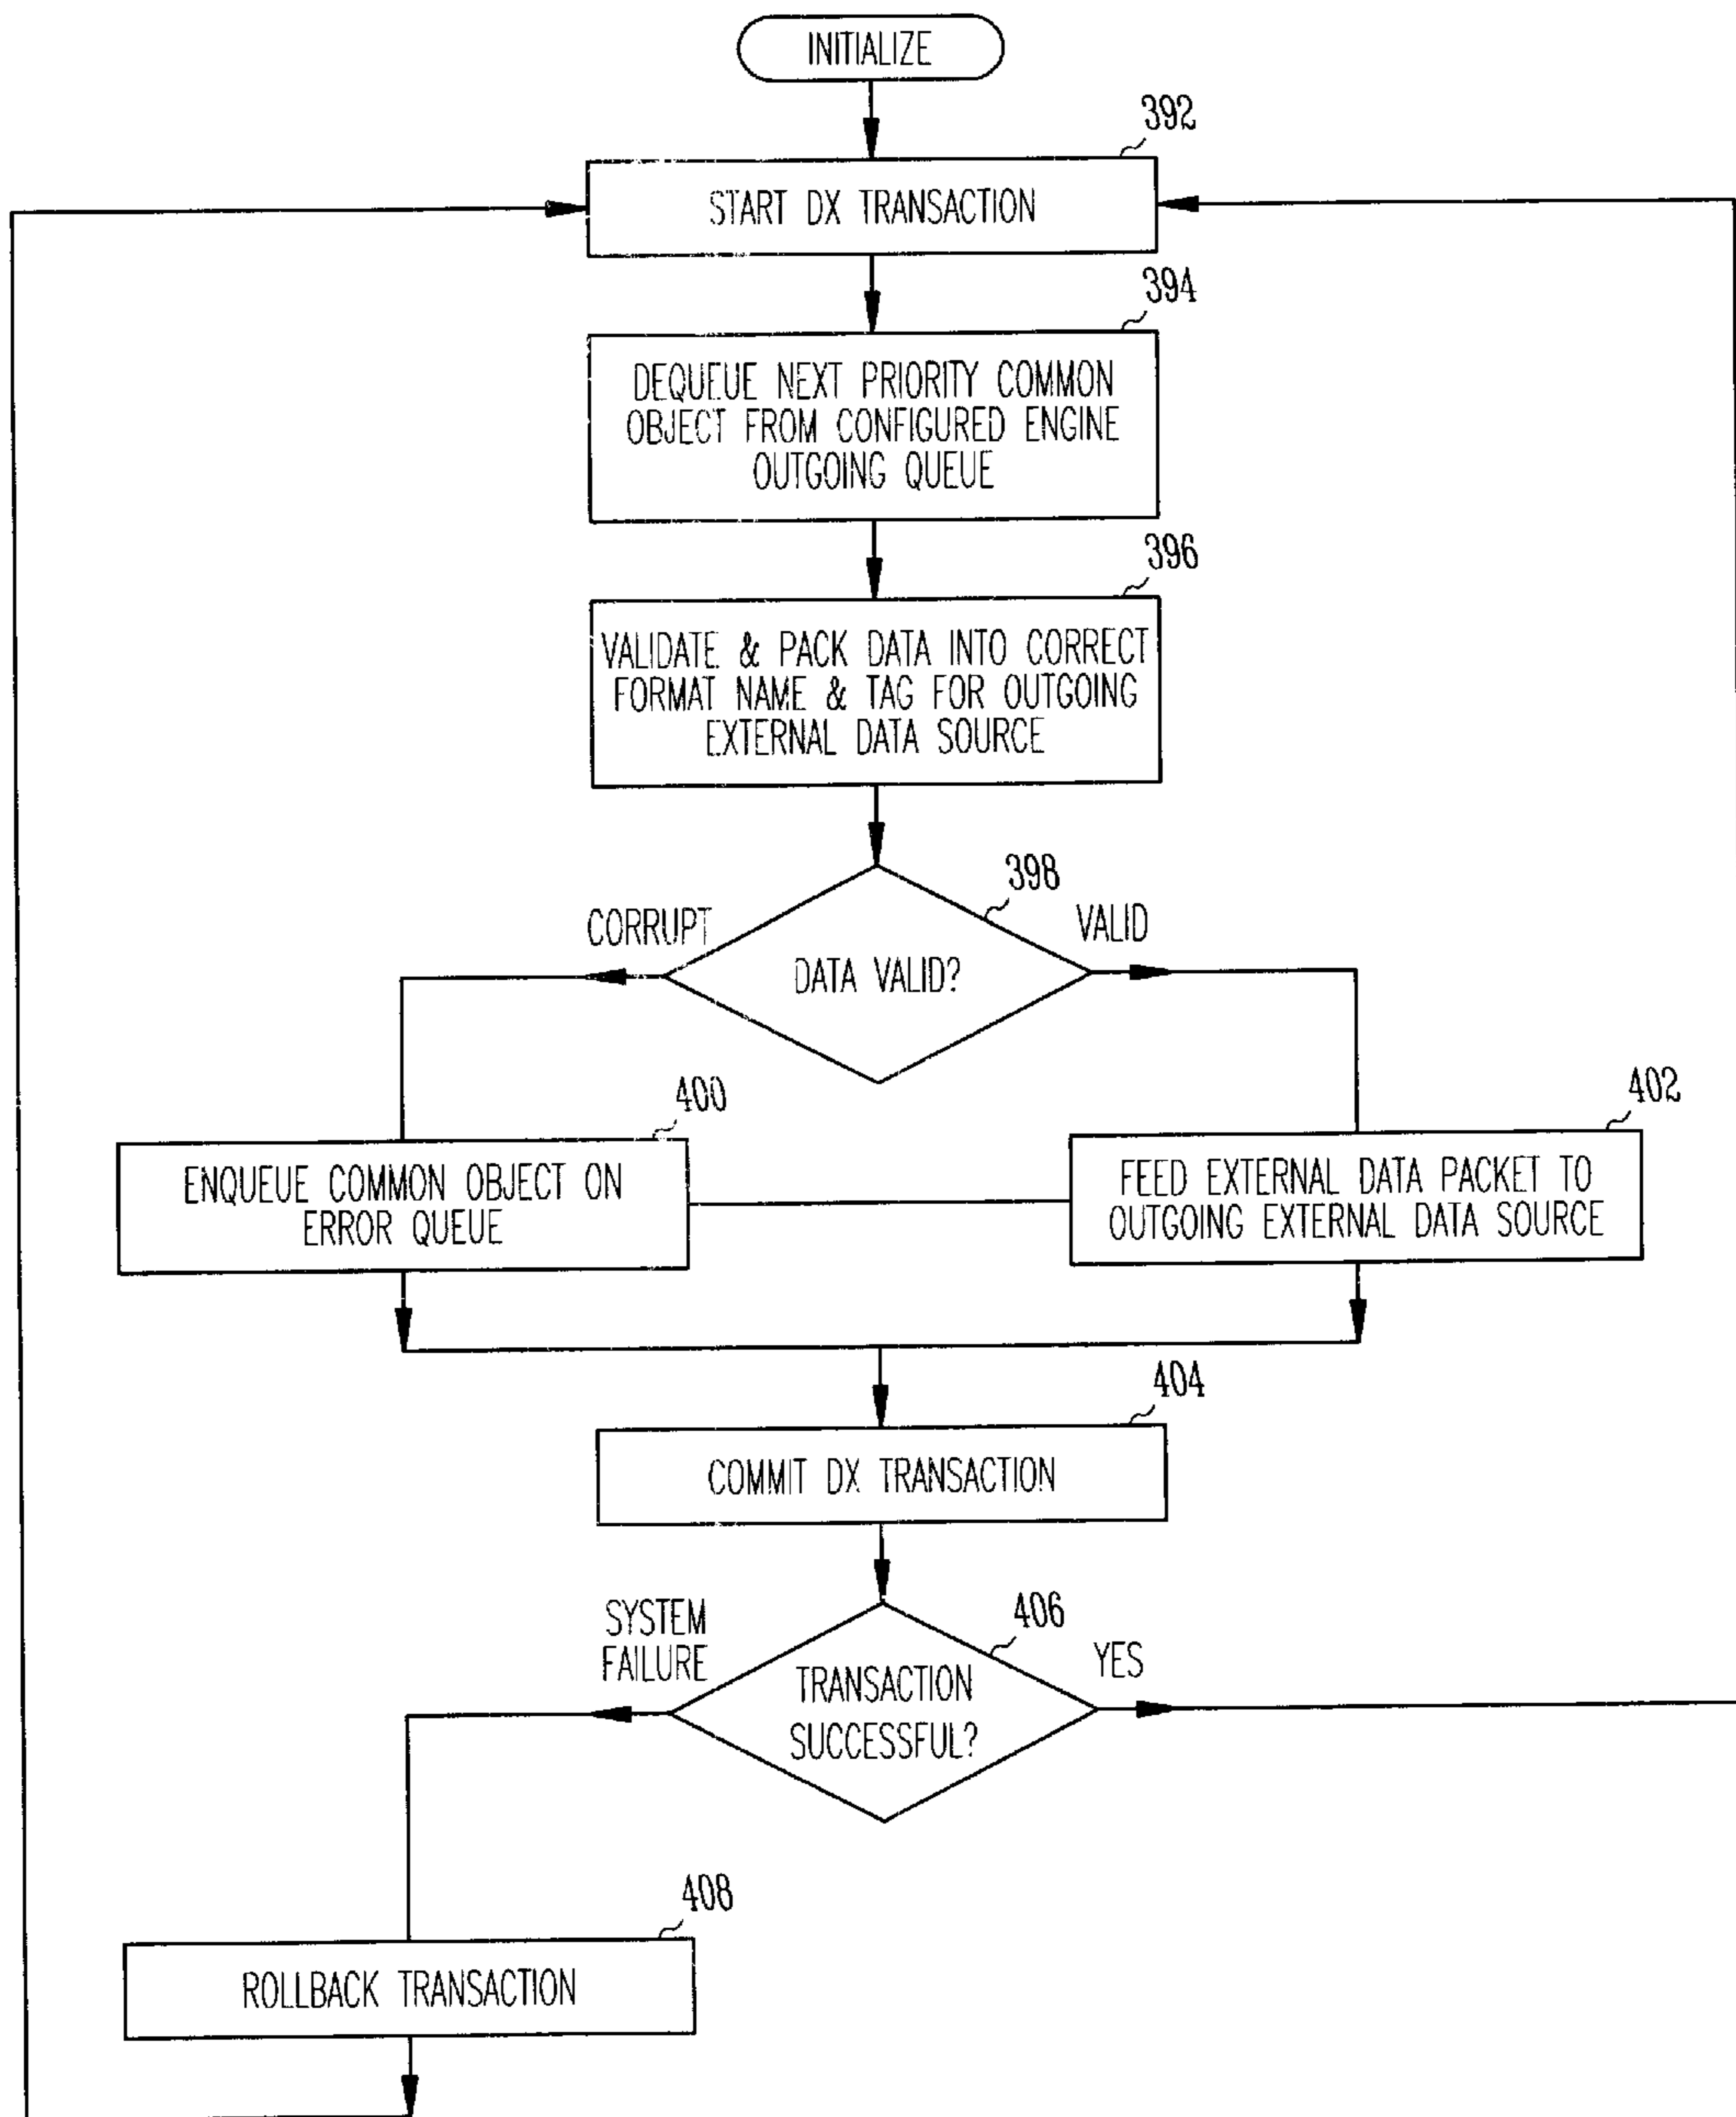 INITIALIZE
392
START DX TRANSACTION
394
DEQUEUE NEXT PRIORITY COMMON
OBJECT FROM CONFIGURED ENGINE
OUTGOING QUEUE
396
VALIDATE & PACK DATA INTO CORRECT
FORMAT NAME & TAG FOR OUTGOING
EXTERNAL DATA SOURCE
398
CORRUPT
VALID
DATA VALID?
400
402
ENQUEUE COMMON OBJECT ON
ERROR QUEUE
FEED EXTERNAL DATA PACKET TO
OUTGOING EXTERNAL DATA SOURCE
404
COMMIT DX TRANSACTION
SYSTEM
FAILURE
406
YES
TRANSACTION
SUCCESSFUL?
408
ROLLBACK TRANSACTION